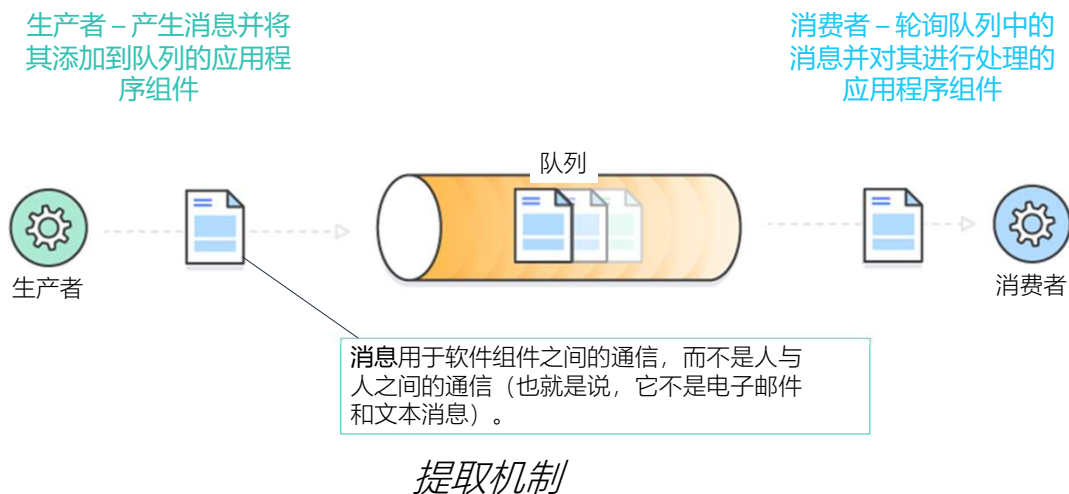 生产者 – 产生消息并将
其添加到队列的应用程
序组件
消费者 – 轮询队列中的
消息并对其进行处理的
应用程序组件
队列
生产者
消费者
消息用于软件组件之间的通信，而不是人与
人之间的通信（也就是说，它不是电子邮件
和文本消息）。
提取机制